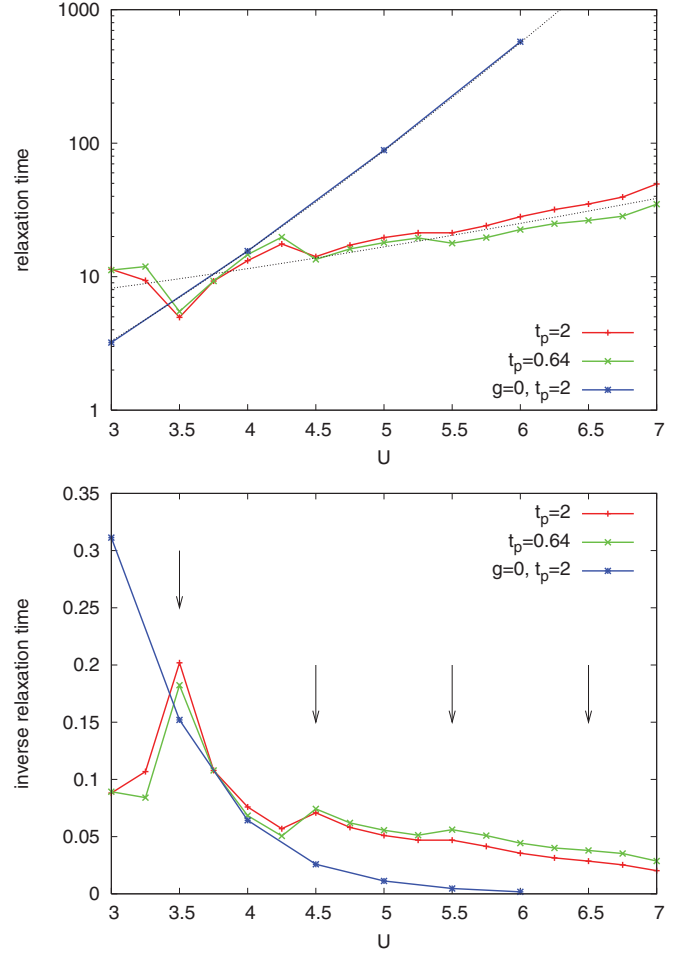 1000
100
10
1
relaxation time
t_p=2
t_p=0.64
g=0, t_p=2
3 3.5 4 4.5 5 5.5 6 6.5 7
U
0.35
0.3
0.25
0.2
0.15
0.1
0.05
0
inverse relaxation time
t_p=2
t_p=0.64
g=0, t_p=2
3 3.5 4 4.5 5 5.5 6 6.5 7
U